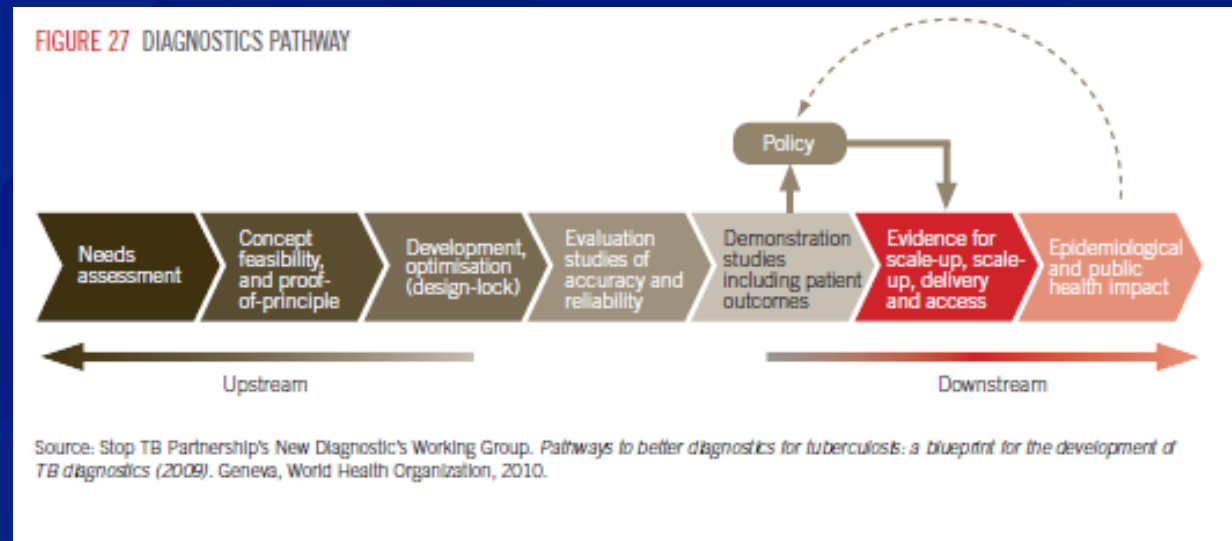 FIGURE 27 DIAGNOSTICS PATHWAY
Policy
Needs
assessment
Concept
feasibility,
and proof-
of-principle
Development,
optimisation
(design-lock)
Evaluation
studies of
accuracy and
reliability
Demonstration
studies
including patient
outcomes
Evidence for
scale-up, scale-
up, delivery
and access
Epidemiological
and public
health impact
Upstream
Downstream
Source: Stop TB Partnership's New Diagnostic's Working Group. Pathways to better diagnostics for tuberculosis: a blueprint for the development of
TB diagnostics (2009). Geneva, World Health Organization, 2010.